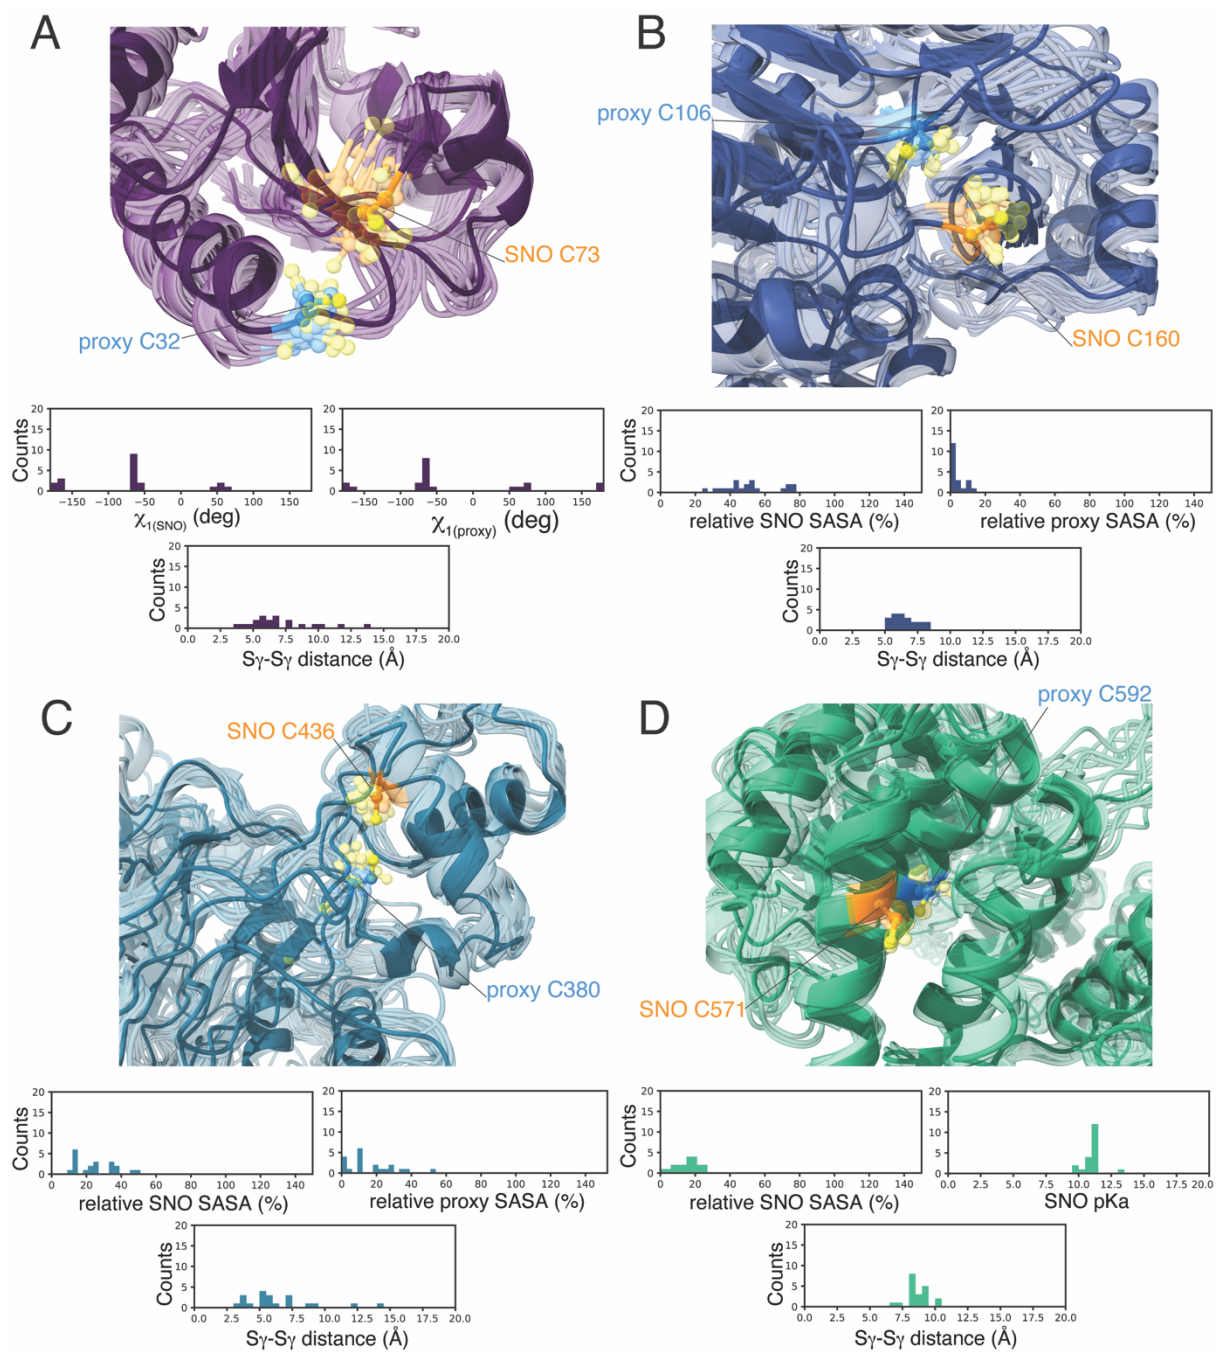 A
B
proxy C106
SNO C73
proxy C32
SNO C160
20
15
10
5
0
Counts
−150 −100 −50 0 50 100 150
χ1(SNO) (deg)
20
15
10
5
0
−150 −100 −50 0 50 100 150
χ1(proxy) (deg)
20
15
10
5
0
Counts
0 20 40 60 80 100 120 140
relative SNO SASA (%)
20
15
10
5
0
0 20 40 60 80 100 120 140
relative proxy SASA (%)
20
15
10
5
0
Counts
0.0 2.5 5.0 7.5 10.0 12.5 15.0 17.5 20.0
Sγ-Sγ distance (Å)
20
15
10
5
0
Counts
0.0 2.5 5.0 7.5 10.0 12.5 15.0 17.5 20.0
Sγ-Sγ distance (Å)
C
D
SNO C436
proxy C380
proxy C592
SNO C571
20
15
10
5
0
Counts
0 20 40 60 80 100 120 140
relative SNO SASA (%)
20
15
10
5
0
0 20 40 60 80 100 120 140
relative proxy SASA (%)
20
15
10
5
0
Counts
0 20 40 60 80 100 120 140
relative SNO SASA (%)
20
15
10
5
0
0.0 2.5 5.0 7.5 10.0 12.5 15.0 17.5 20.0
SNO pKa
20
15
10
5
0
Counts
0.0 2.5 5.0 7.5 10.0 12.5 15.0 17.5 20.0
Sγ-Sγ distance (Å)
20
15
10
5
0
Counts
0.0 2.5 5.0 7.5 10.0 12.5 15.0 17.5 20.0
Sγ-Sγ distance (Å)